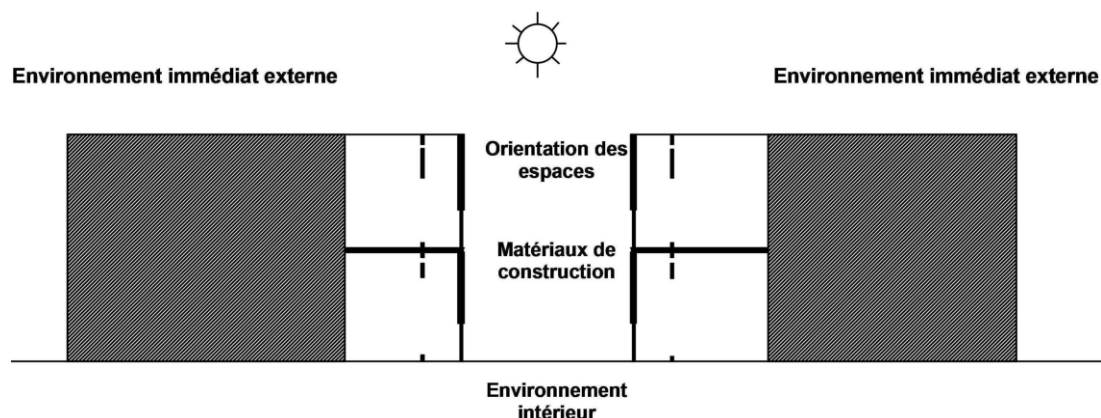 Environnement immédiat externe
Environnement immédiat externe
Orientation des
espaces
Matériaux de
construction
Environnement
intérieur